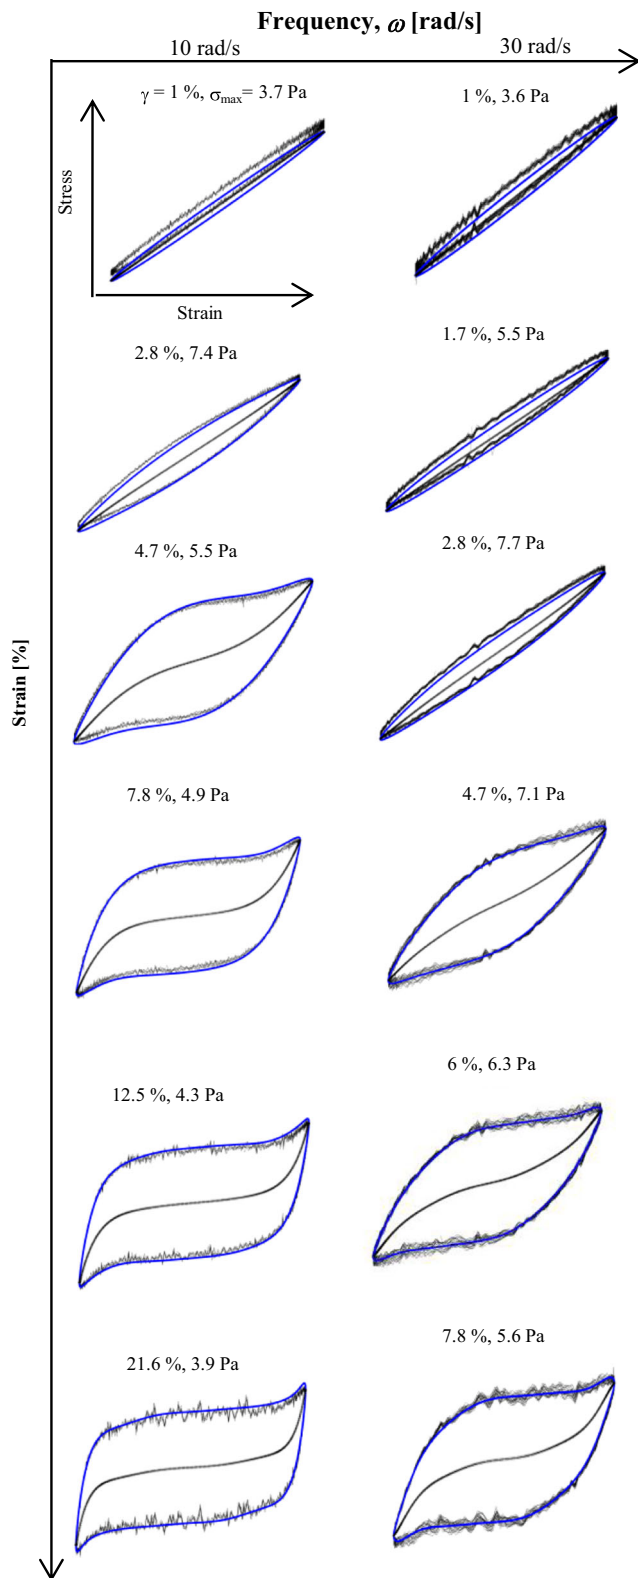 Frequency, ω [rad/s]
10 rad/s
30 rad/s
γ = 1 %, σmax= 3.7 Pa
1 %, 3.6 Pa
Stress
Strain
2.8 %, 7.4 Pa
1.7 %, 5.5 Pa
4.7 %, 5.5 Pa
2.8 %, 7.7 Pa
Strain [%]
7.8 %, 4.9 Pa
4.7 %, 7.1 Pa
12.5 %, 4.3 Pa
6 %, 6.3 Pa
21.6 %, 3.9 Pa
7.8 %, 5.6 Pa